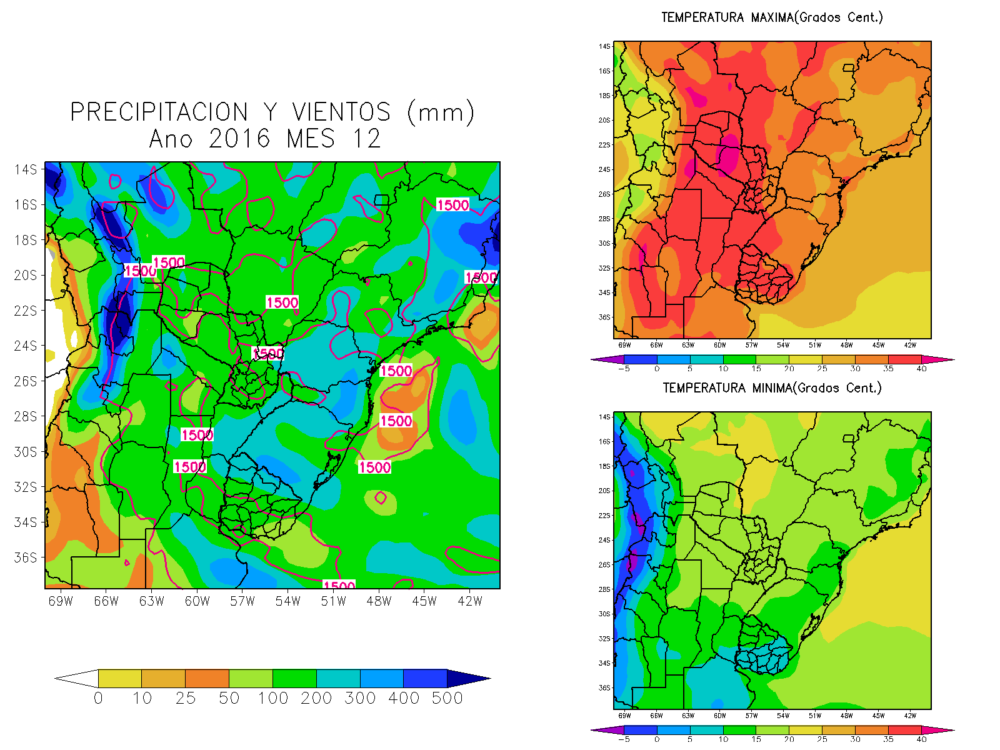 PRECIPITACION Y VIENTOS (mm)
Ano 2016 MES 12
14S
16S
18S
20S
22S
24S
26S
28S
30S
32S
34S
36S
1500
1500
1500
1500
1500
1500
1500
1500
1500
1500
1500
1500
69W 66W 63W 60W 57W 54W 51W 48W 45W 42W
0 10 25 50 100 200 300 400 500
TEMPERATURA MAXIMA(Grados Cent.)
14S
16S
18S
20S
22S
24S
26S
28S
30S
32S
34S
36S
69W 66W 63W 60W 57W 54W 51W 48W 45W 42W
-5 0 5 10 15 20 25 30 35 40
TEMPERATURA MINIMA(Grados Cent.)
14S
16S
18S
20S
22S
24S
26S
28S
30S
32S
34S
36S
69W 66W 63W 60W 57W 54W 51W 48W 45W 42W
-5 0 5 10 15 20 25 30 35 40